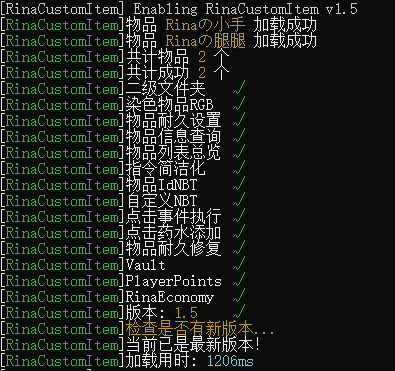 [RinaCustomItem] Enabling RinaCustomItem v1.5
[RinaCustomItem]物品 Rinaの小手 加载成功
[RinaCustomItem]物品 Rinaの腿腿 加载成功
[RinaCustomItem]共计物品 2 个
[RinaCustomItem]共计成功 2 个
[RinaCustomItem]二级文件夹 ✓
[RinaCustomItem]染色物品RGB ✓
[RinaCustomItem]物品耐久设置 ✓
[RinaCustomItem]物品信息查询 ✓
[RinaCustomItem]物品列表总览 ✓
[RinaCustomItem]指令简洁化 ✓
[RinaCustomItem]物品IdNBT ✓
[RinaCustomItem]自定义NBT ✓
[RinaCustomItem]点击事件执行 ✓
[RinaCustomItem]点击药水添加 ✓
[RinaCustomItem]物品耐久修复 ✓
[RinaCustomItem]Vault ✓
[RinaCustomItem]PlayerPoints ✓
[RinaCustomItem]RinaEconomy ✓
[RinaCustomItem]版本: 1.5 ✓
[RinaCustomItem]检查是否有新版本...
[RinaCustomItem]当前已是最新版本!
[RinaCustomItem]加载用时: 1206ms